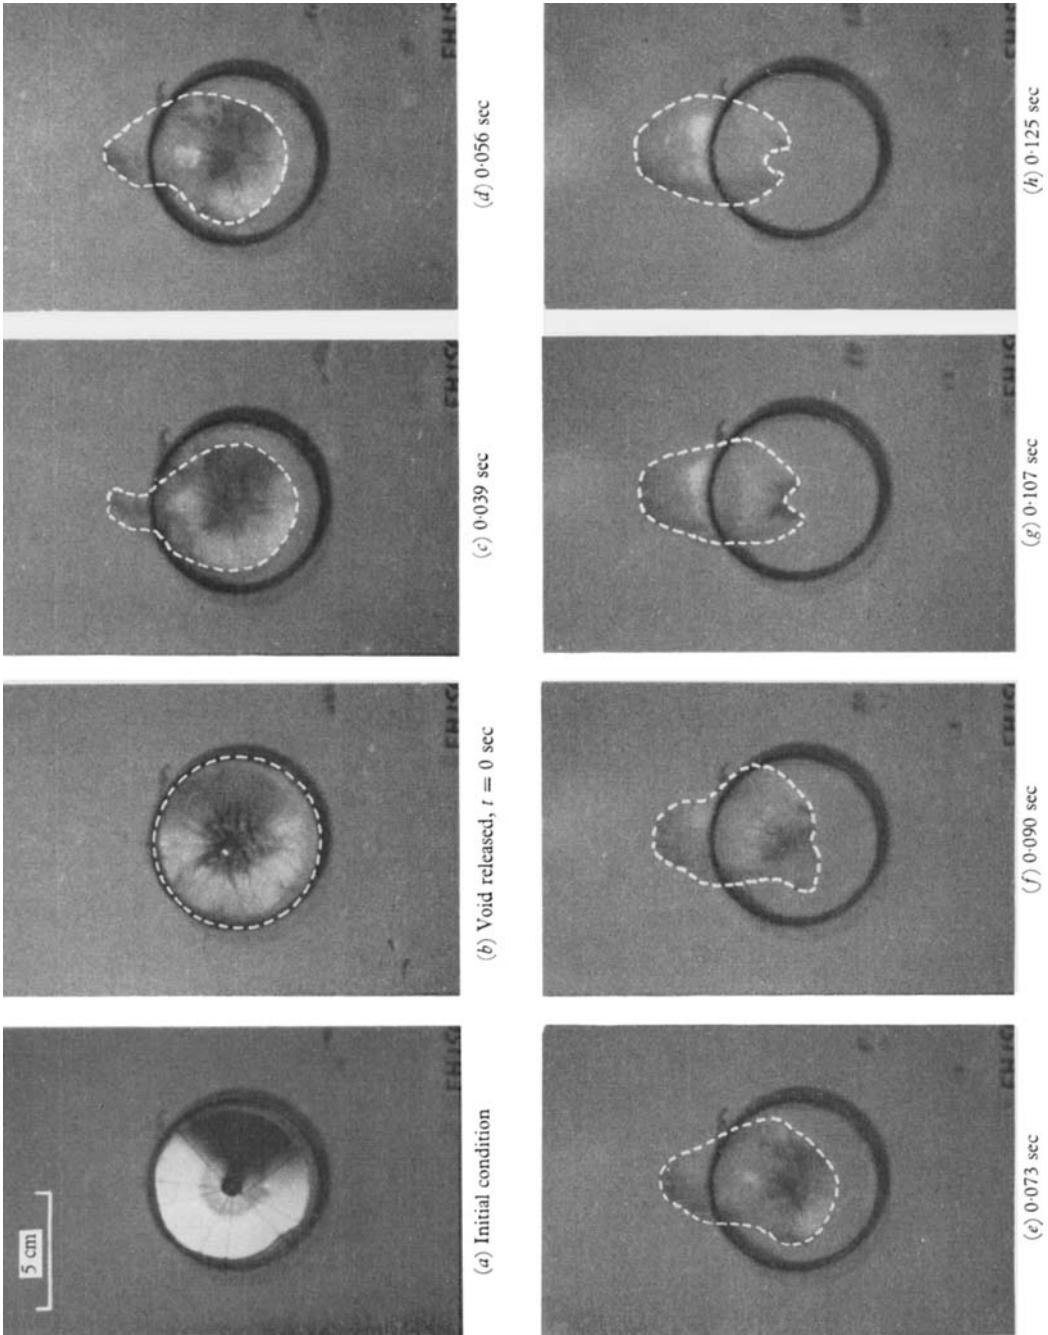 5 cm
(a) Initial condition
(b) Void released, t = 0 sec
(c) 0·039 sec
(d) 0·056 sec
(e) 0·073 sec
(f) 0·090 sec
(g) 0·107 sec
(h) 0·125 sec